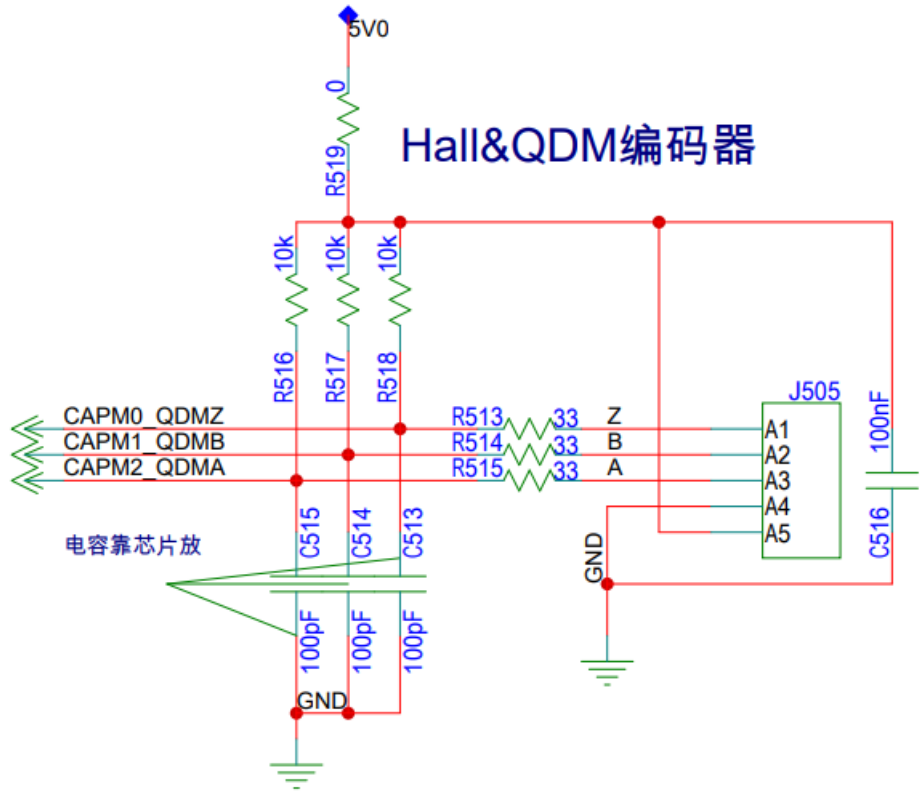 5V0
0
R519
Hall&QDM编码器
10k
10k
10k
R516
R517
R518
J505
CAPM0_QDMZ
R513
33
Z
A1
CAPM1_QDMB
R514
33
B
A2
CAPM2_QDMA
R515
33
A
A3
A4
A5
100nF
C516
C515
C514
C513
电容靠芯片放
GND
100pF
100pF
100pF
GND